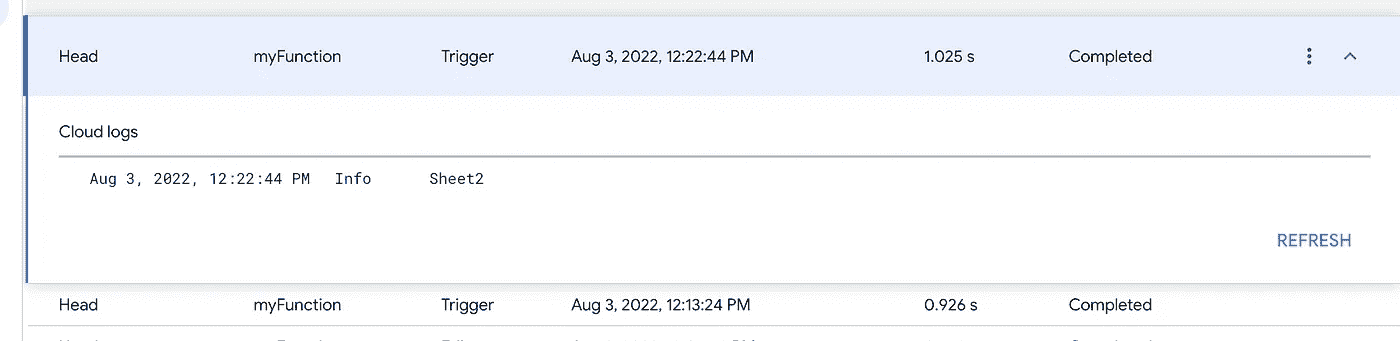 Head myFunction Trigger Aug 3, 2022, 12:22:44 PM 1.025 s Completed
Cloud logs
Aug 3, 2022, 12:22:44 PM Info Sheet2
REFRESH
Head myFunction Trigger Aug 3, 2022, 12:13:24 PM 0.926 s Completed